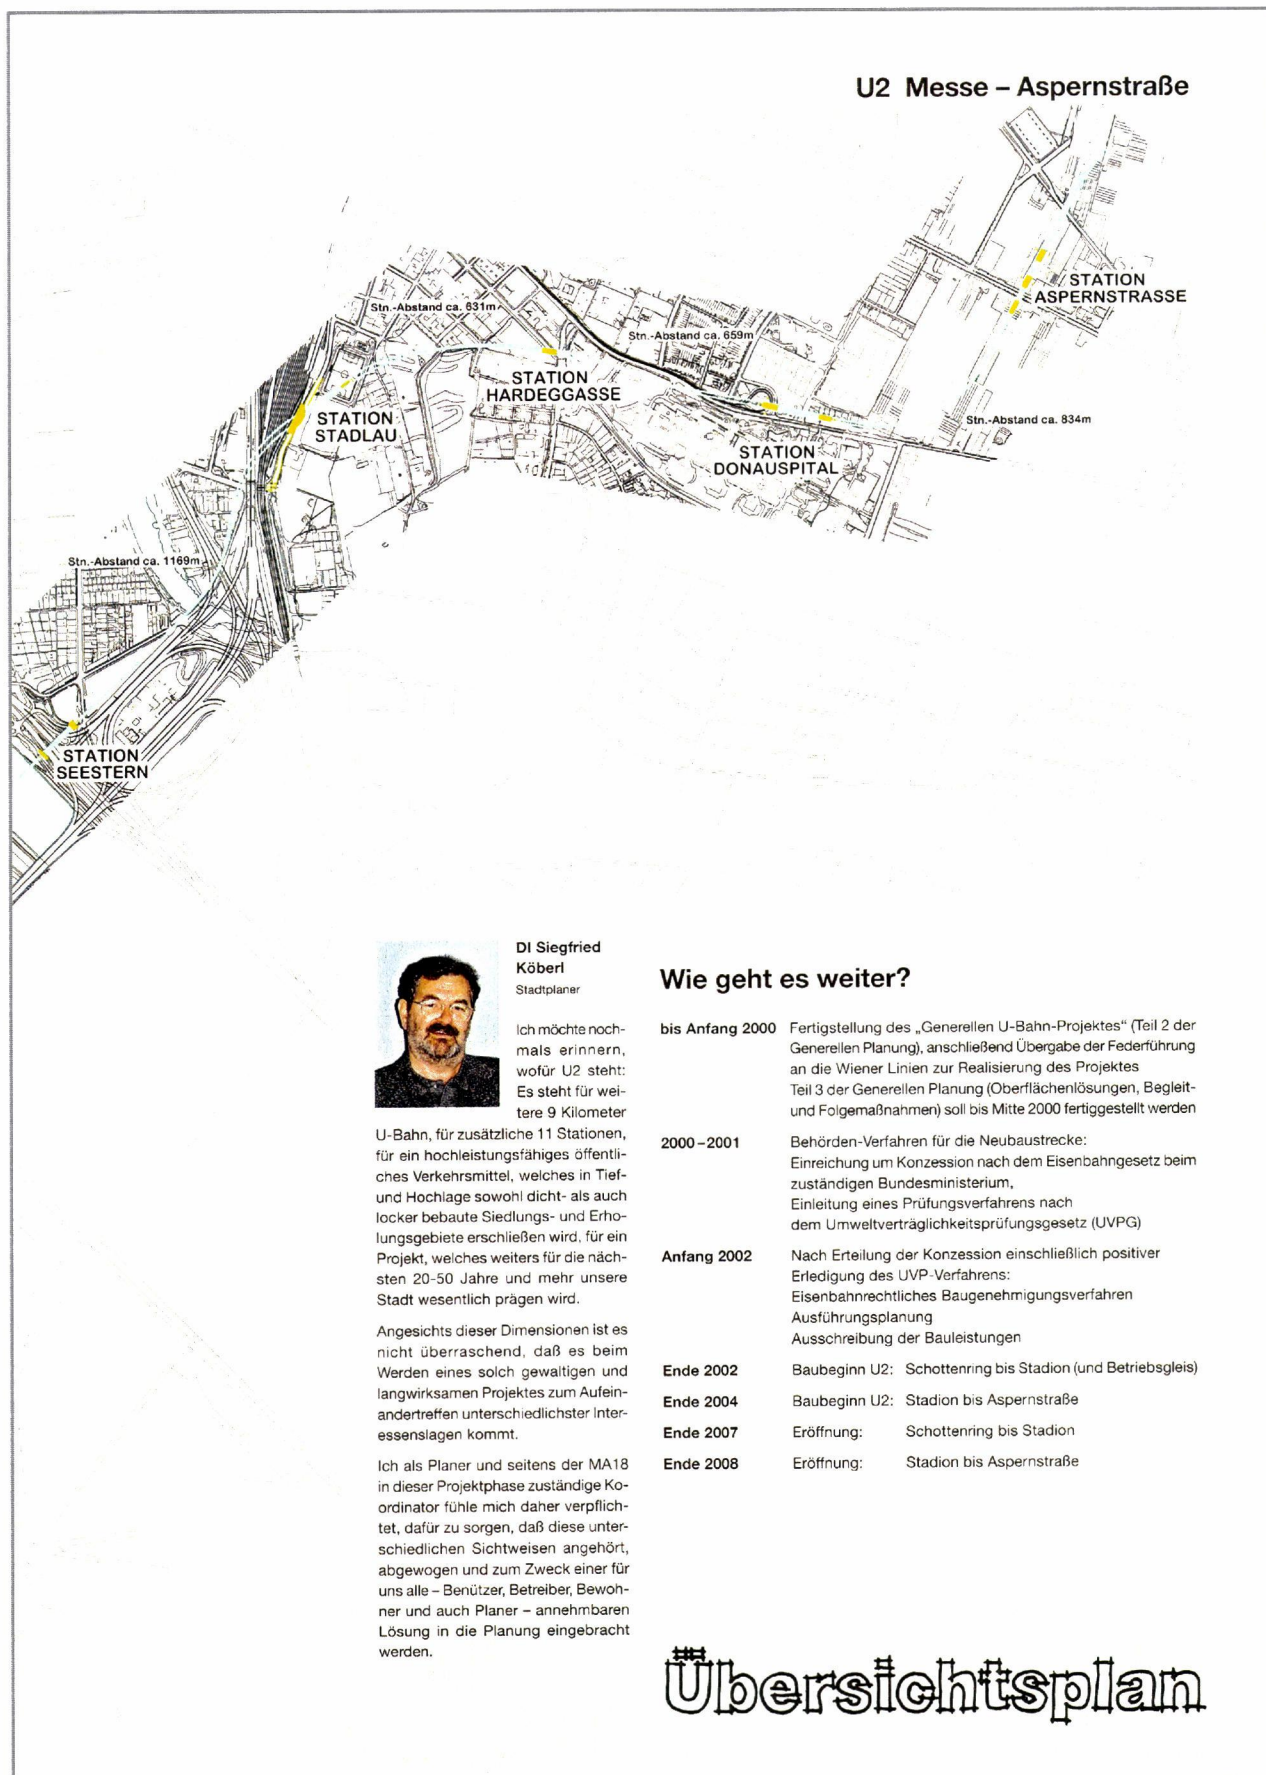 U2 Messe – Aspernstraße
STATION
ASPERNSTRASSE
Stn.-Abstand ca. 831m
Stn.-Abstand ca. 659m
STATION
HARDEGGASSE
STATION
STADLAU
Stn.-Abstand ca. 834m
STATION
DONAUSPITAL
Stn.-Abstand ca. 1169m
STATION
SEESTERN
DI Siegfried
Köberl
Stadtplaner
Ich möchte noch-
mals erinnern,
wofür U2 steht:
Es steht für wei-
tere 9 Kilometer
U-Bahn, für zusätzliche 11 Stationen,
für ein hochleistungsfähiges öffentli-
ches Verkehrsmittel, welches in Tief-
und Hochlage sowohl dicht- als auch
locker bebaute Siedlungs- und Erho-
lungsgebiete erschließen wird, für ein
Projekt, welches weiters für die näch-
sten 20-50 Jahre und mehr unsere
Stadt wesentlich prägen wird.
Angesichts dieser Dimensionen ist es
nicht überraschend, daß es beim
Werden eines solch gewaltigen und
langwirksamen Projektes zum Aufein-
andertreffen unterschiedlichster Inter-
essenslagen kommt.
Ich als Planer und seitens der MA18
in dieser Projektphase zuständige Ko-
ordinator fühle mich daher verpflich-
tet, dafür zu sorgen, daß diese unter-
schiedlichen Sichtweisen angehört,
abgewogen und zum Zweck einer für
uns alle – Benützer, Betreiber, Bewoh-
ner und auch Planer – annehmbaren
Lösung in die Planung eingebracht
werden.
Wie geht es weiter?
bis Anfang 2000 Fertigstellung des „Generellen U-Bahn-Projektes“ (Teil 2 der
Generellen Planung), anschließend Übergabe der Federführung
an die Wiener Linien zur Realisierung des Projektes
Teil 3 der Generellen Planung (Oberflächenlösungen, Begleit-
und Folgemaßnahmen) soll bis Mitte 2000 fertiggestellt werden
2000–2001 Behörden-Verfahren für die Neubaustrecke:
Einreichung um Konzession nach dem Eisenbahngesetz beim
zuständigen Bundesministerium,
Einleitung eines Prüfungsverfahrens nach
dem Umweltverträglichkeitsprüfungsgesetz (UVPG)
Anfang 2002 Nach Erteilung der Konzession einschließlich positiver
Erledigung des UVP-Verfahrens:
Eisenbahnrechtliches Baugenehmigungsverfahren
Ausführungsplanung
Ausschreibung der Bauleistungen
Ende 2002 Baubeginn U2: Schottenring bis Stadion (und Betriebsgleis)
Ende 2004 Baubeginn U2: Stadion bis Aspernstraße
Ende 2007 Eröffnung: Schottenring bis Stadion
Ende 2008 Eröffnung: Stadion bis Aspernstraße
Übersichtsplan